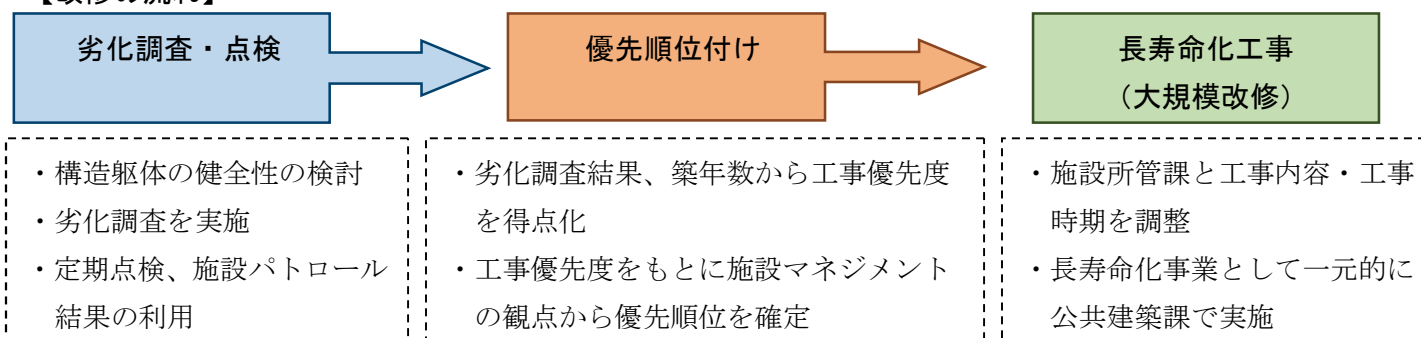 【改修の流れ】
劣化調査・点検
優先順位付け
長寿命化工事
（大規模改修）
・構造躯体の健全性の検討
・劣化調査を実施
・定期点検、施設パトロール
結果の利用
・劣化調査結果、築年数から工事優先度
を得点化
・工事優先度をもとに施設マネジメント
の観点から優先順位を確定
・施設所管課と工事内容・工事
時期を調整
・長寿命化事業として一元的に
公共建築課で実施